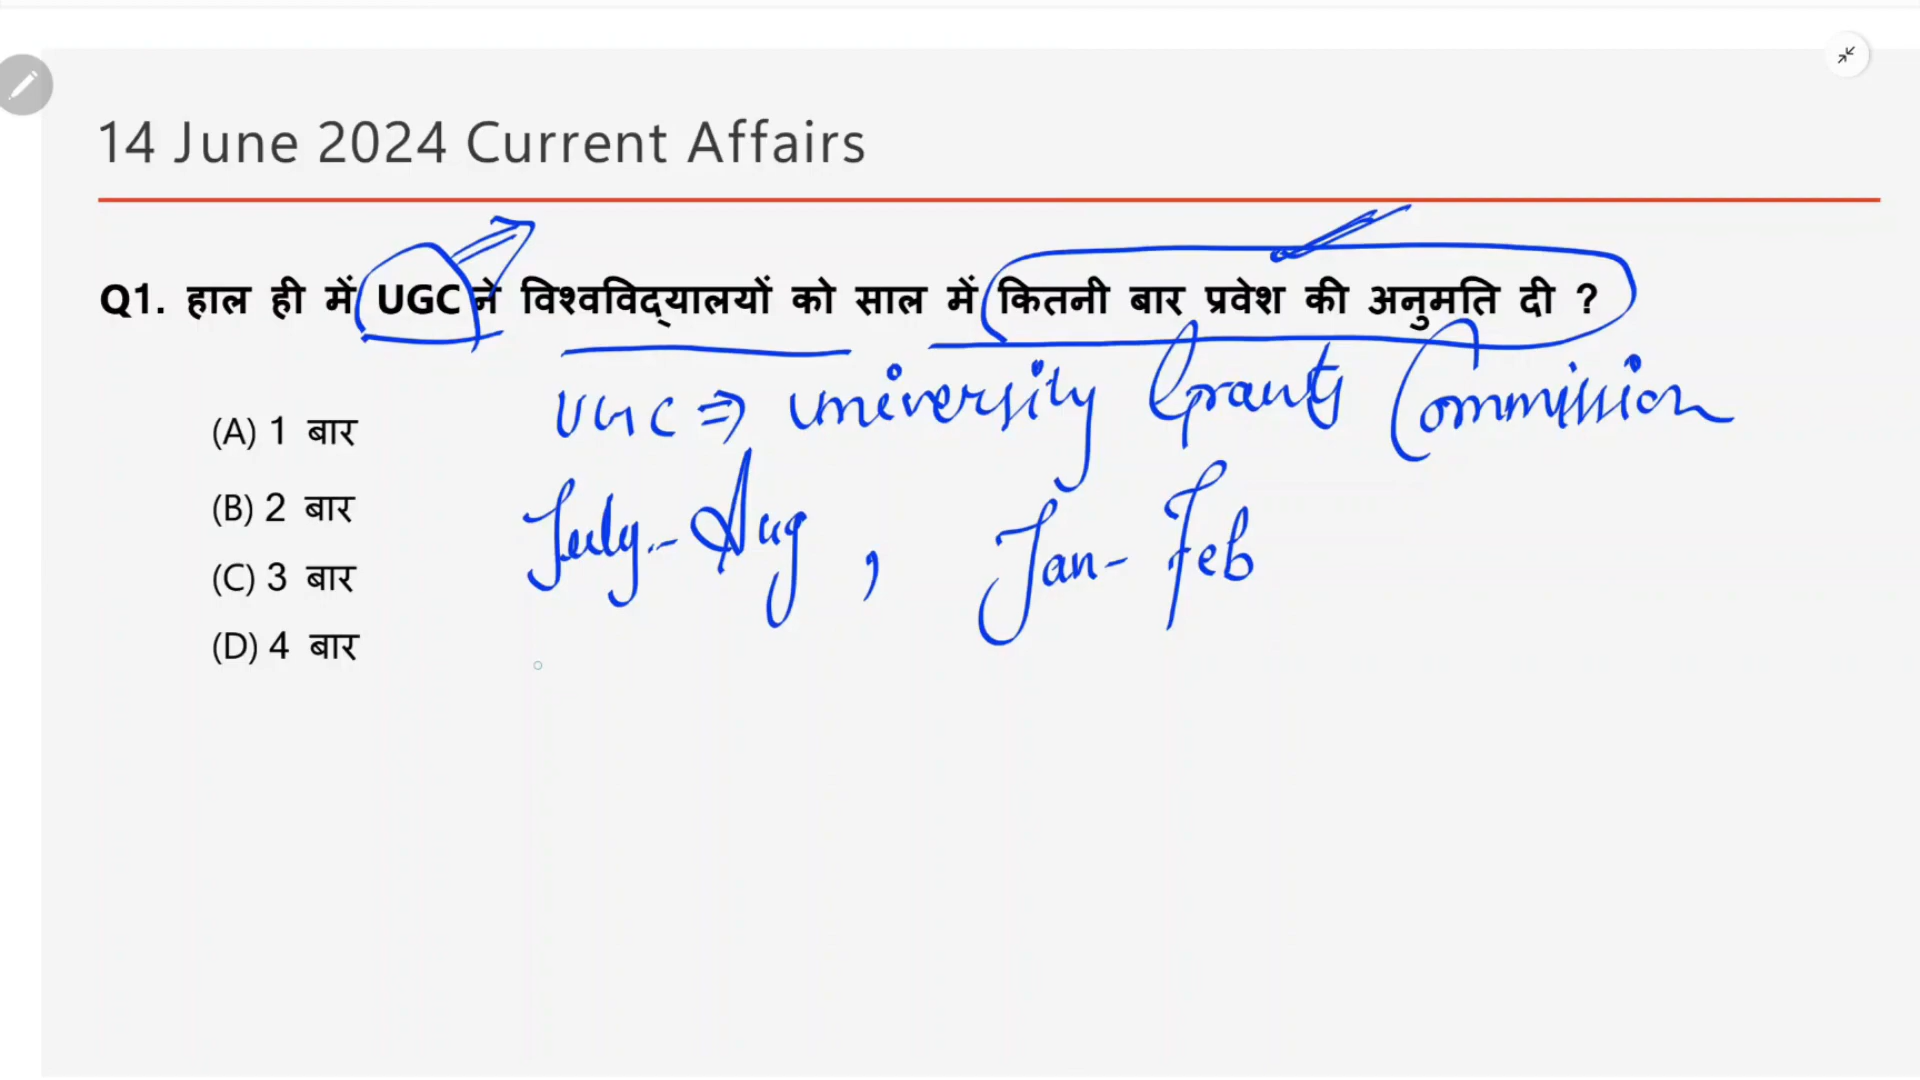 14 June 2024 Current Affairs
Q1. हाल ही में UGC ने विश्वविद्यालयों को साल में कितनी बार प्रवेश की अनुमति दी ?
UGC ⇒ University Grants Commission
(A) 1 बार
July - Aug , Jan - Feb
(B) 2 बार
(C) 3 बार
(D) 4 बार